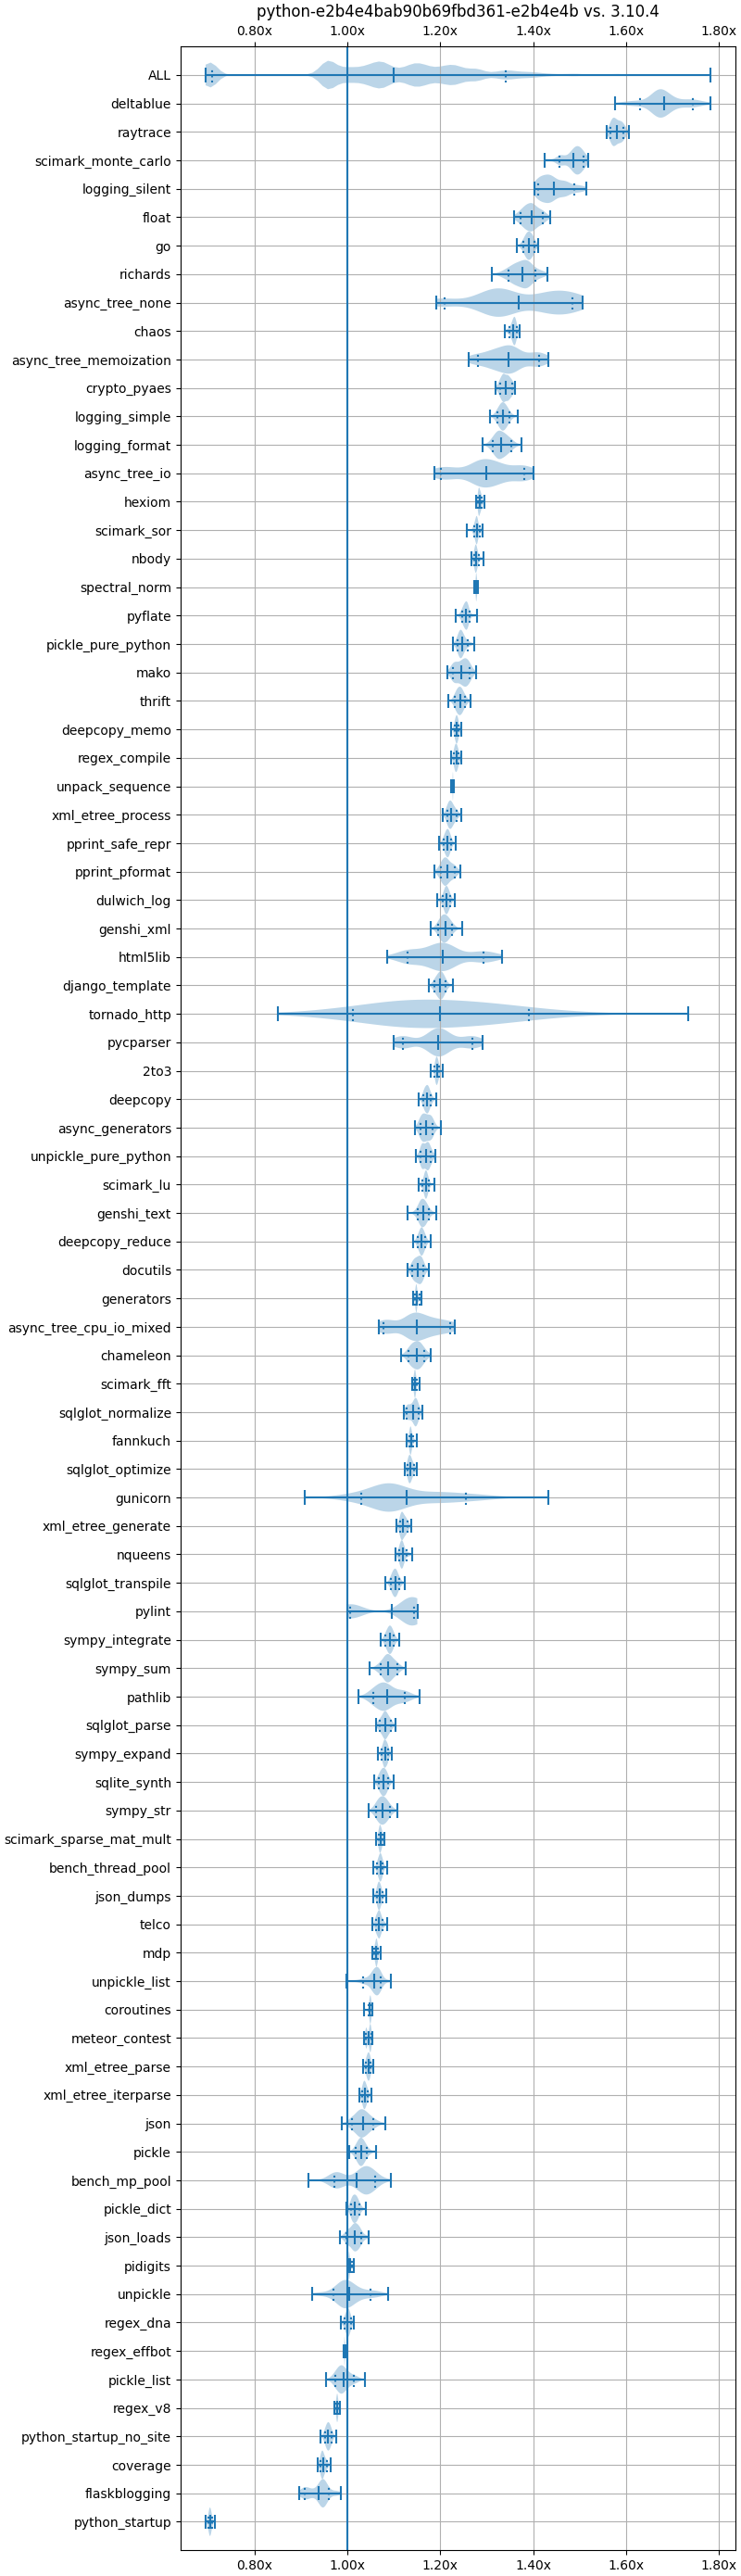 python-e2b4e4bab90b69fbd361-e2b4e4b vs. 3.10.4
0.80x 1.00x 1.20x 1.40x 1.60x 1.80x
ALL
deltablue
raytrace
scimark_monte_carlo
logging_silent
float
go
richards
async_tree_none
chaos
async_tree_memoization
crypto_pyaes
logging_simple
logging_format
async_tree_io
hexiom
scimark_sor
nbody
spectral_norm
pyflate
pickle_pure_python
mako
thrift
deepcopy_memo
regex_compile
unpack_sequence
xml_etree_process
pprint_safe_repr
pprint_pformat
dulwich_log
genshi_xml
html5lib
django_template
tornado_http
pycparser
2to3
deepcopy
async_generators
unpickle_pure_python
scimark_lu
genshi_text
deepcopy_reduce
docutils
generators
async_tree_cpu_io_mixed
chameleon
scimark_fft
sqlglot_normalize
fannkuch
sqlglot_optimize
gunicorn
xml_etree_generate
nqueens
sqlglot_transpile
pylint
sympy_integrate
sympy_sum
pathlib
sqlglot_parse
sympy_expand
sqlite_synth
sympy_str
scimark_sparse_mat_mult
bench_thread_pool
json_dumps
telco
mdp
unpickle_list
coroutines
meteor_contest
xml_etree_parse
xml_etree_iterparse
json
pickle
bench_mp_pool
pickle_dict
json_loads
pidigits
unpickle
regex_dna
regex_effbot
pickle_list
regex_v8
python_startup_no_site
coverage
flaskblogging
python_startup
0.80x 1.00x 1.20x 1.40x 1.60x 1.80x